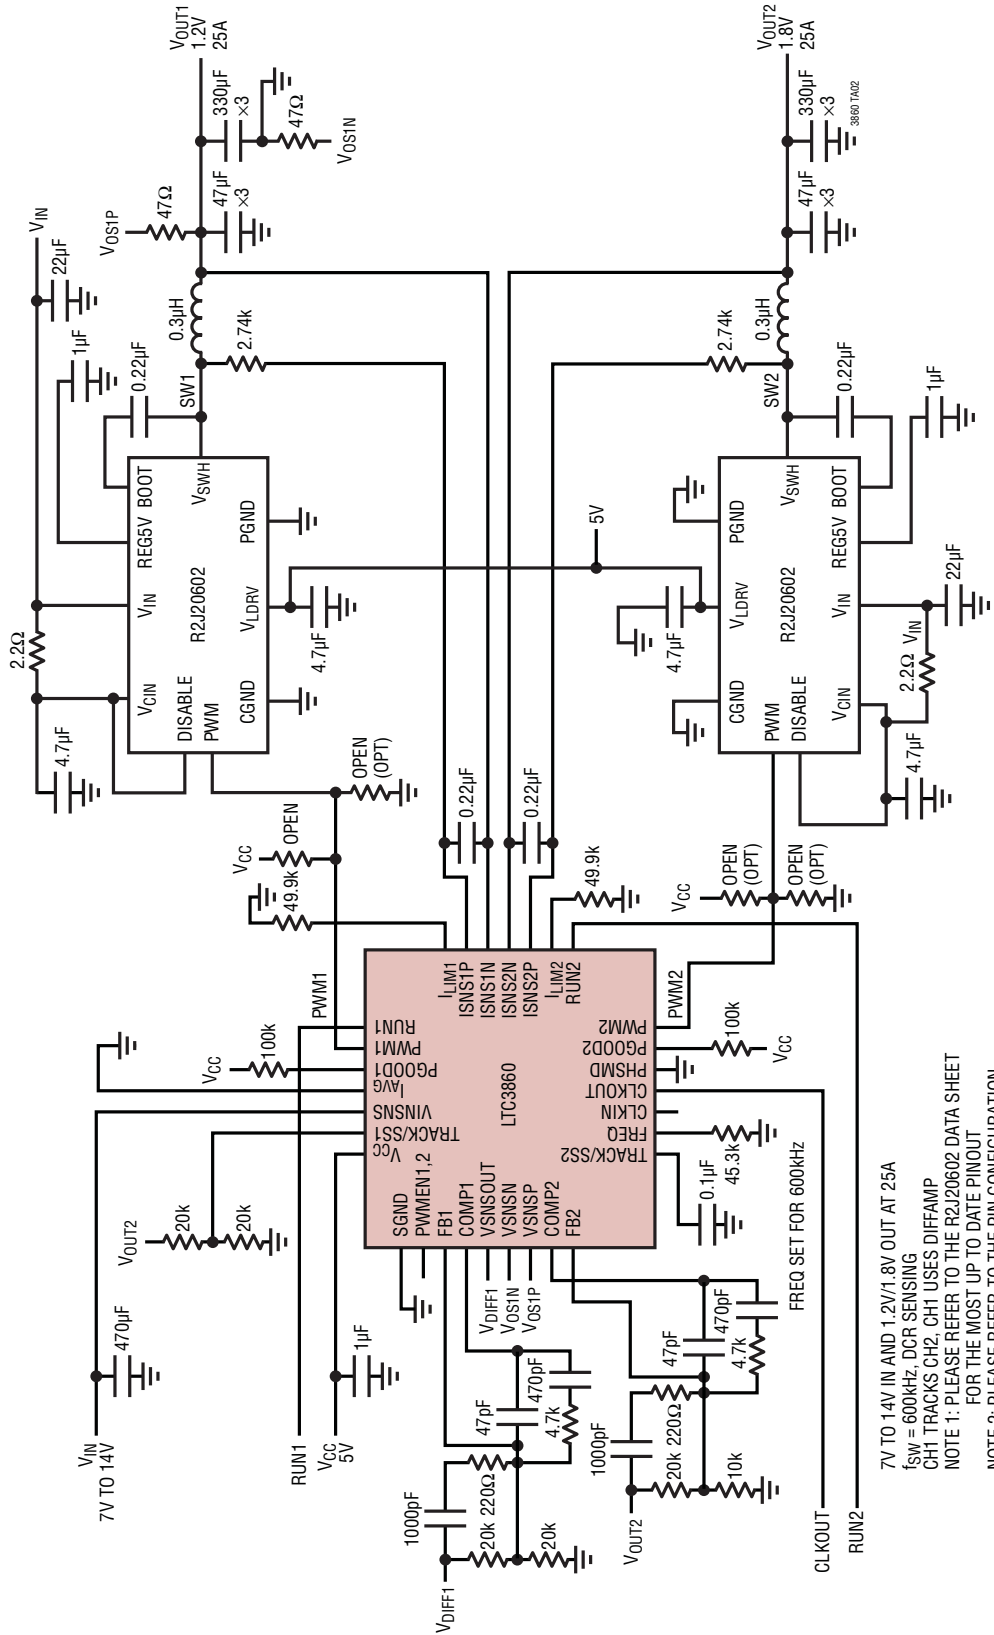 VIN
7V TO 14V
470µF
VOUT2
20k
20k
VCC
100k
RUN1
VCC
5V
1µF
PWM1
VCC
49.9k
OPEN
OPEN
(OPT)
4.7µF
2.2Ω
VIN
22µF
1µF
0.22µF
VCIN
VIN
REG5V
BOOT
DISABLE
PWM
R2J20602
VSWH
CGND
VLDRV
PGND
4.7µF
SW1
0.3µH
2.74k
VOS1P
47Ω
47µF
×3
330µF
×3
47Ω
VOS1N
VOUT1
1.2V
25A
VCC
TRACK/SS1
VINSNS
IAVG
PGOOD1
PWM1
RUN1
SGND
PWMEN1,2
FB1
COMP1
VSNSOUT
VSNSN
VSNSP
COMP2
FB2
LTC3860
ILIM1
ISNS1P
ISNS1N
ISNS2N
ISNS2P
ILIM2
RUN2
TRACK/SS2
FREQ
CLKIN
CLKOUT
PHSMD
PGOOD2
PWM2
0.22µF
0.22µF
49.9k
5V
VDIFF1
VOS1N
VOS1P
1000pF
VDIFF1
20k
220Ω
20k
47pF
4.7k
470pF
1000pF
VOUT2
20k
220Ω
10k
47pF
4.7k
470pF
0.1µF
45.3k
FREQ SET FOR 600kHz
100k
VCC
PWM2
VCC
OPEN
(OPT)
OPEN
(OPT)
CLKOUT
RUN2
4.7µF
CGND
VLDRV
PGND
PWM
DISABLE
R2J20602
VSWH
VCIN
VIN
REG5V
BOOT
4.7µF
2.2Ω
VIN
22µF
1µF
0.22µF
SW2
0.3µH
2.74k
47µF
×3
330µF
×3
VOUT2
1.8V
25A
3860 TA02
7V TO 14V IN AND 1.2V/1.8V OUT AT 25A
fSW = 600kHz, DCR SENSING
CH1 TRACKS CH2, CH1 USES DIFFAMP
NOTE 1: PLEASE REFER TO THE R2J20602 DATA SHEET
FOR THE MOST UP TO DATE PINOUT
NOTE 2: PLEASE REFER TO THE PIN CONFIGURATION